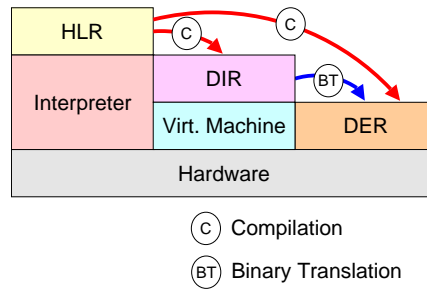 HLR
C
C
DIR
Interpreter
BT
Virt. Machine
DER
Hardware
C Compilation
BT Binary Translation